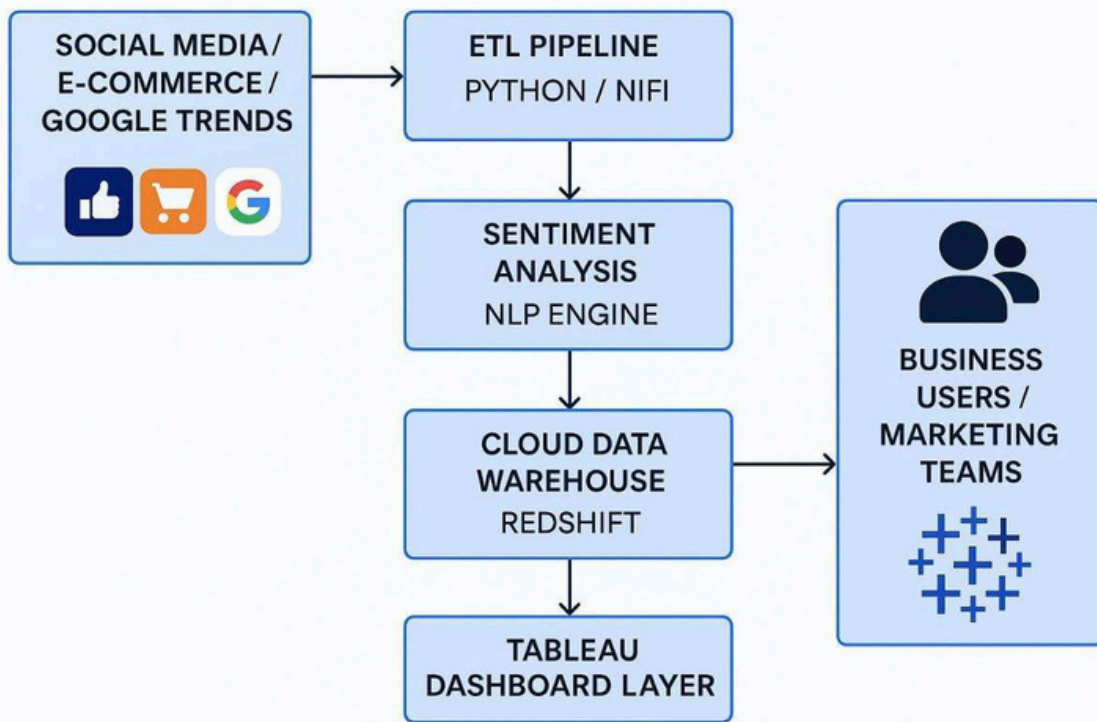 SOCIAL MEDIA/
E-COMMERCE /
GOOGLE TRENDS
ETL PIPELINE
PYTHON / NIFI
SENTIMENT
ANALYSIS
NLP ENGINE
CLOUD DATA
WAREHOUSE
REDSHIFT
TABLEAU
DASHBOARD LAYER
BUSINESS
USERS /
MARKETING
TEAMS